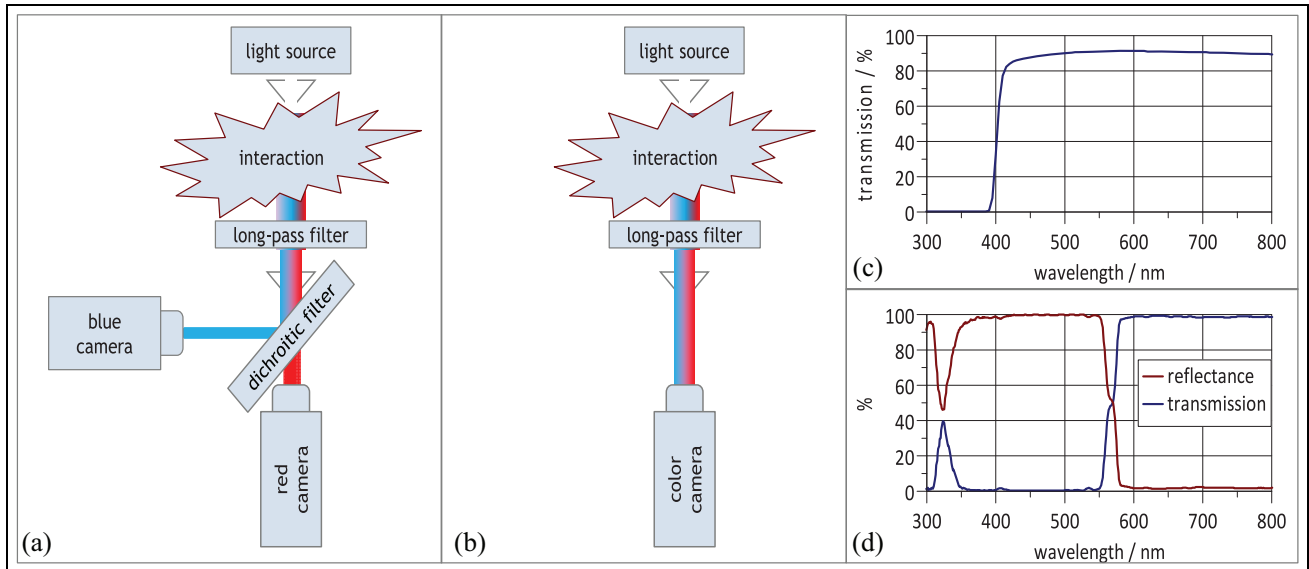 light source
interaction
long-pass filter
dichroitic filter
blue
camera
red
camera
(a)
light source
interaction
long-pass filter
color
camera
(b)
transmission / %
100
80
60
40
20
0
300 400 500 600 700 800
wavelength / nm
(c)
%
100
80
60
40
20
0
reflectance
transmission
300 400 500 600 700 800
wavelength / nm
(d)